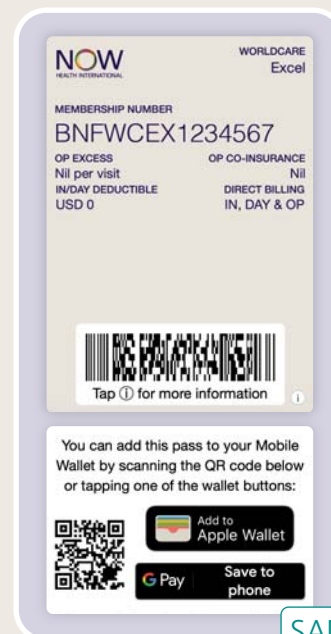 NOW
HEALTH INTERNATIONAL
WORLDCARE
Excel
MEMBERSHIP NUMBER
BNFWCEX1234567
OP EXCESS
Nil per visit
OP CO-INSURANCE
Nil
IN/DAY DEDUCTIBLE
USD 0
DIRECT BILLING
IN, DAY & OP
Tap ⓘ for more information
You can add this pass to your Mobile
Wallet by scanning the QR code below
or tapping one of the wallet buttons:
Add to
Apple Wallet
G Pay
Save to
phone